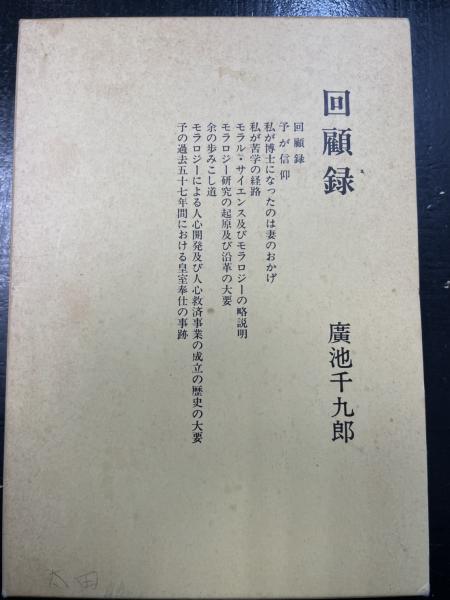 回顧録
回顧録
予が信仰
私が博士になったのは妻のおかげ
私が苦学の経路
モラル・サイエンス及びモラロジーの略説明
モラロジー研究の起原及び沿革の大要
余の歩みこし道
モラロジーによる人心開発及び人心救済事業の成立の歴史の大要
予の過去五十七年間における皇室奉仕の事跡
廣池千九郎
太田